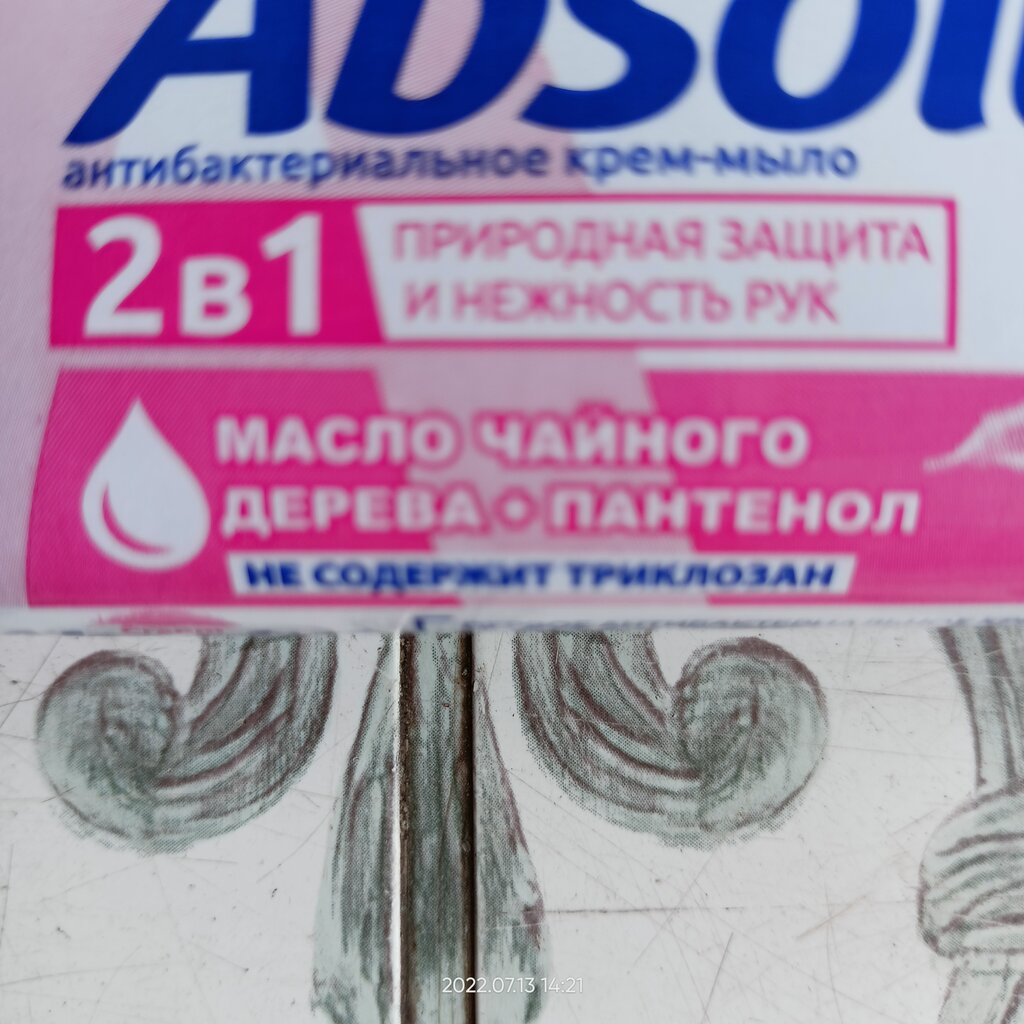 ABSOL
антибактериальное крем-мыло
2в1
ПРИРОДНАЯ ЗАЩИТА
И НЕЖНОСТЬ РУК
МАСЛО ЧАЙНОГО
ДЕРЕВА + ПАНТЕНОЛ
НЕ СОДЕРЖИТ ТРИКЛОЗАН
2022.07.13 14:21